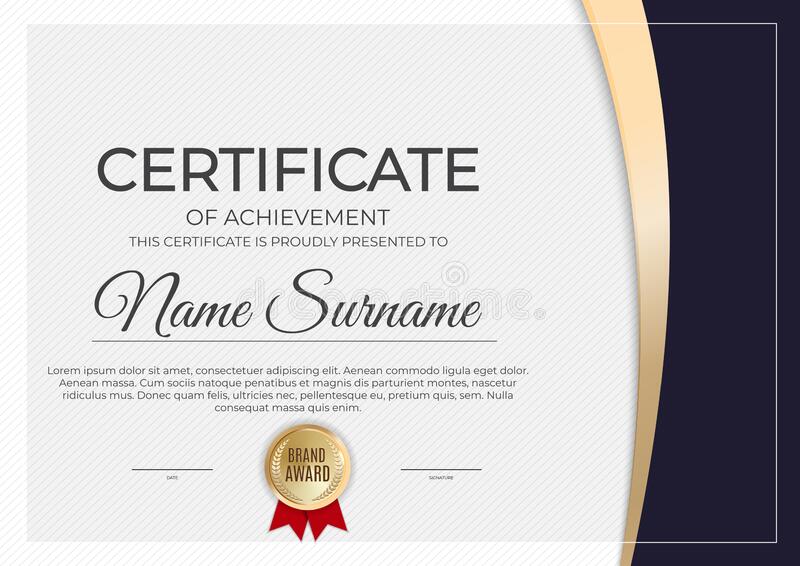 CERTIFICATE
OF ACHIEVEMENT
THIS CERTIFICATE IS PROUDLY PRESENTED TO
Name Surname
dreamstime
Lorem ipsum dolor sit amet, consectetuer adipiscing elit. Aenean commodo ligula eget dolor.
Aenean massa. Cum sociis natoque penatibus et magnis dis parturient montes, nascetur
ridiculus mus. Donec quam felis, ultricies nec, pellentesque eu, pretium quis, sem. Nulla
consequat massa quis enim.
BRAND
AWARD
DATE
SIGNATURE